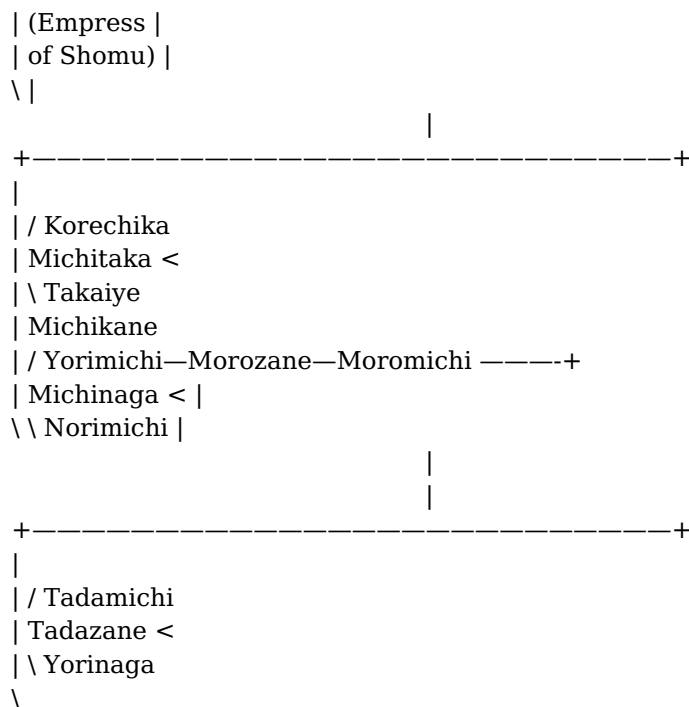 | (Empress |
| of Shomu) |
\ |
|
+——————————————————————————+
|
| / Korechika
| Michitaka <
| \ Takaiye
| Michikane
| / Yorimichi—Morozane—Moromichi ———-+
| Michinaga < |
\ \ Norimichi |
|
|
+——————————————————————————+
|
| / Tadamichi
| Tadazane <
| \ Yorinaga
\